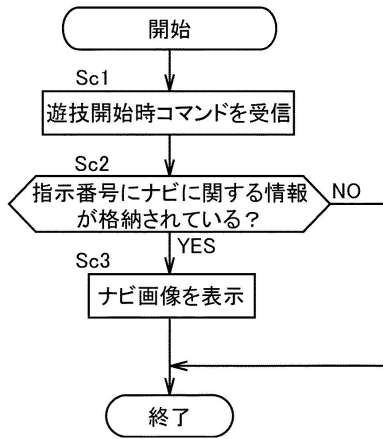 開始
Sc1
遊技開始時コマンドを受信
Sc2
指示番号にナビに関する情報
が格納されている?
NO
YES
Sc3
ナビ画像を表示
終了